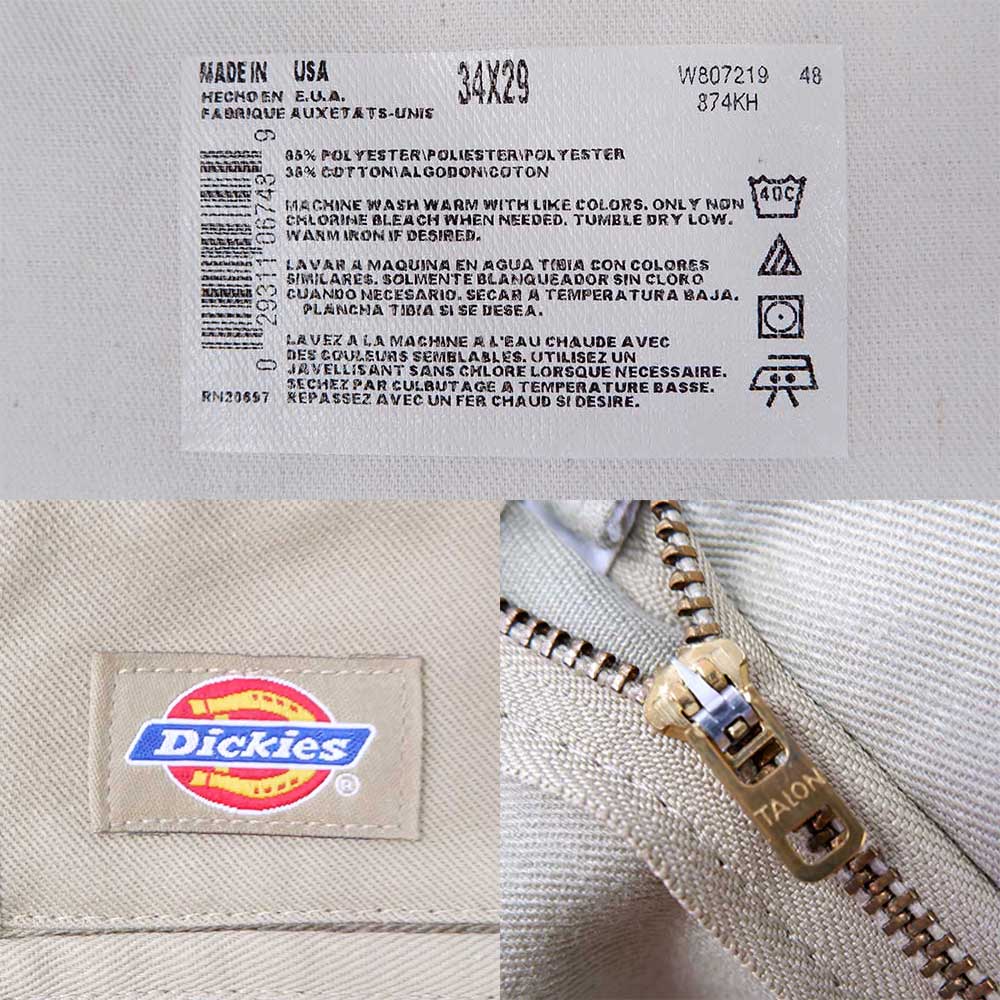 MADE IN USA 34X29 W807219 48
HECHO EN E.U.A. 874KH
FABRIQUE AUXETATS-UNIS
0 29311 06748 9
65% POLYESTER\POLIESTER\POLYESTER
35% COTTON\ALGODON\COTON
MACHINE WASH WARM WITH LIKE COLORS. ONLY NON
CHLORINE BLEACH WHEN NEEDED. TUMBLE DRY LOW.
WARM IRON IF DESIRED.
40C
LAVAR A MAQUINA EN AGUA TIBIA CON COLORES
SIMILARES. SOLMENTE BLANQUEADOR SIN CLORO
CUANDO NECESARIO. SECAR A TEMPERATURA BAJA.
PLANCHA TIBIA SI SE DESEA.
LAVEZ A LA MACHINE A L'EAU CHAUDE AVEC
DES COULEURS SEMBLABLES. UTILISEZ UN
JAVELLISANT SANS CHLORE LORSQUE NECESSAIRE.
SECHEZ PAR CULBUTAGE A TEMPERATURE BASSE.
REPASSEZ AVEC UN FER CHAUD SI DESIRE.
RN20697
Dickies
®
TALON